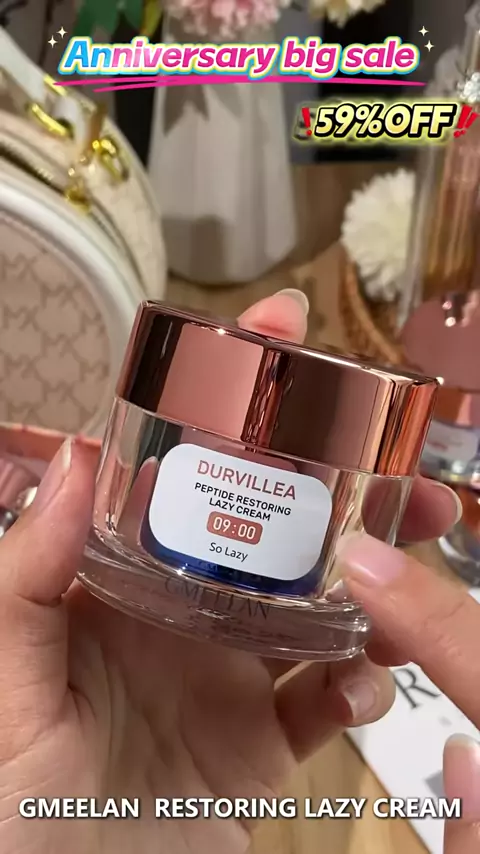 Anniversary big sale
59%OFF
DURVILLEA
PEPTIDE RESTORING
LAZY CREAM
09:00
So Lazy
GMEELAN
GMEELAN RESTORING LAZY CREAM